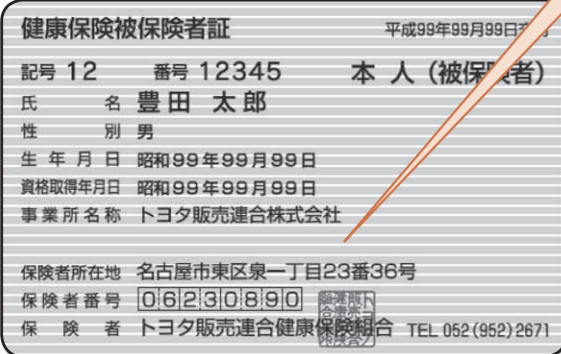 健康保険被保険者証 平成99年99月99日交付
記号 12 番号 12345 本人（被保険者）
氏名 豊田 太郎
性別 男
生年月日 昭和99年99月99日
資格取得年月日 昭和99年99月99日
事業所名称 トヨタ販売連合株式会社
保険者所在地 名古屋市東区泉一丁目23番36号
保険者番号 06230890
保険者 トヨタ販売連合健康保険組合 TEL 052(952)2671